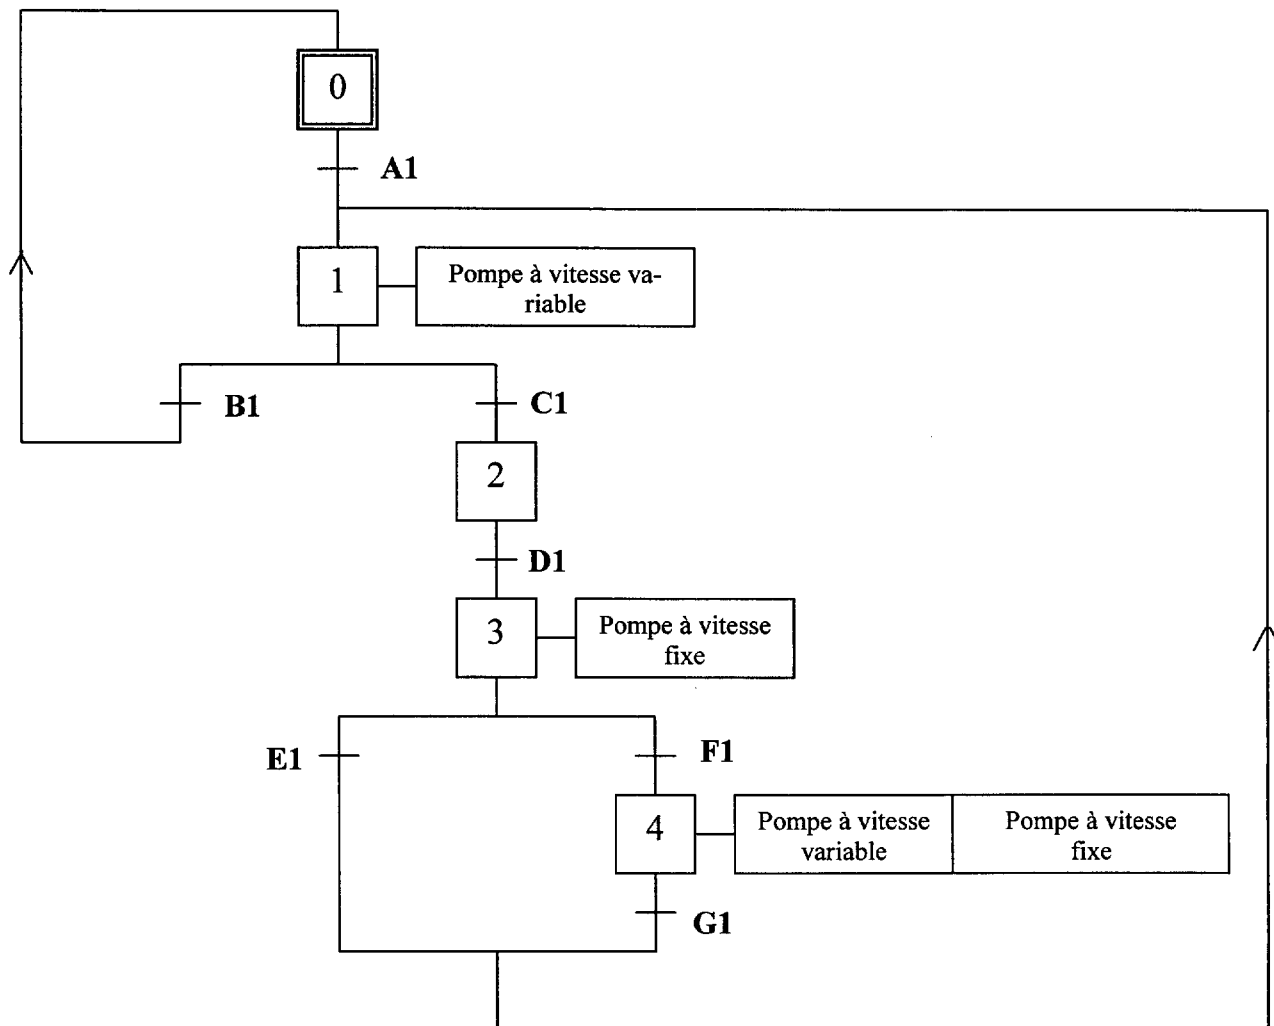 0
A1
1
Pompe à vitesse va-
riable
B1
C1
2
D1
3
Pompe à vitesse
fixe
E1
F1
4
Pompe à vitesse
variable
Pompe à vitesse
fixe
G1